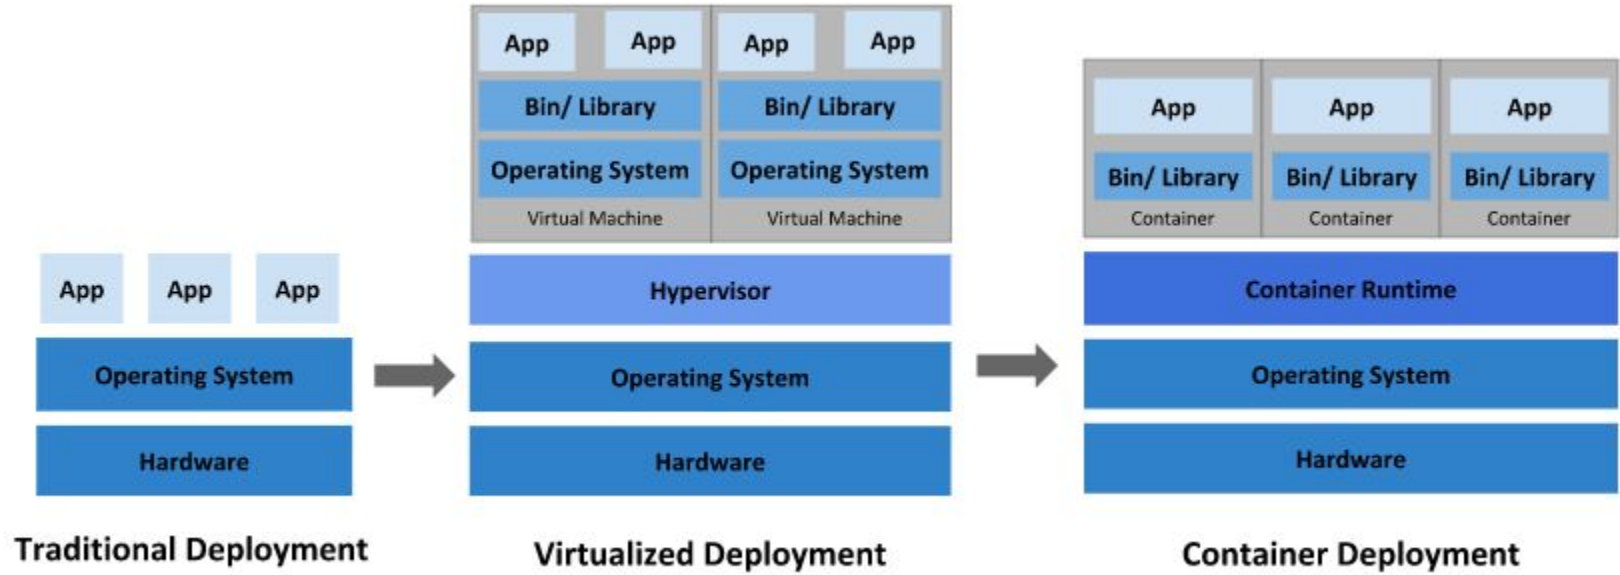 App App App
Operating System
Hardware
Traditional Deployment
App App App App
Bin/ Library Bin/ Library
Operating System Operating System
Virtual Machine Virtual Machine
Hypervisor
Operating System
Hardware
Virtualized Deployment
App App App
Bin/ Library Bin/ Library Bin/ Library
Container Container Container
Container Runtime
Operating System
Hardware
Container Deployment